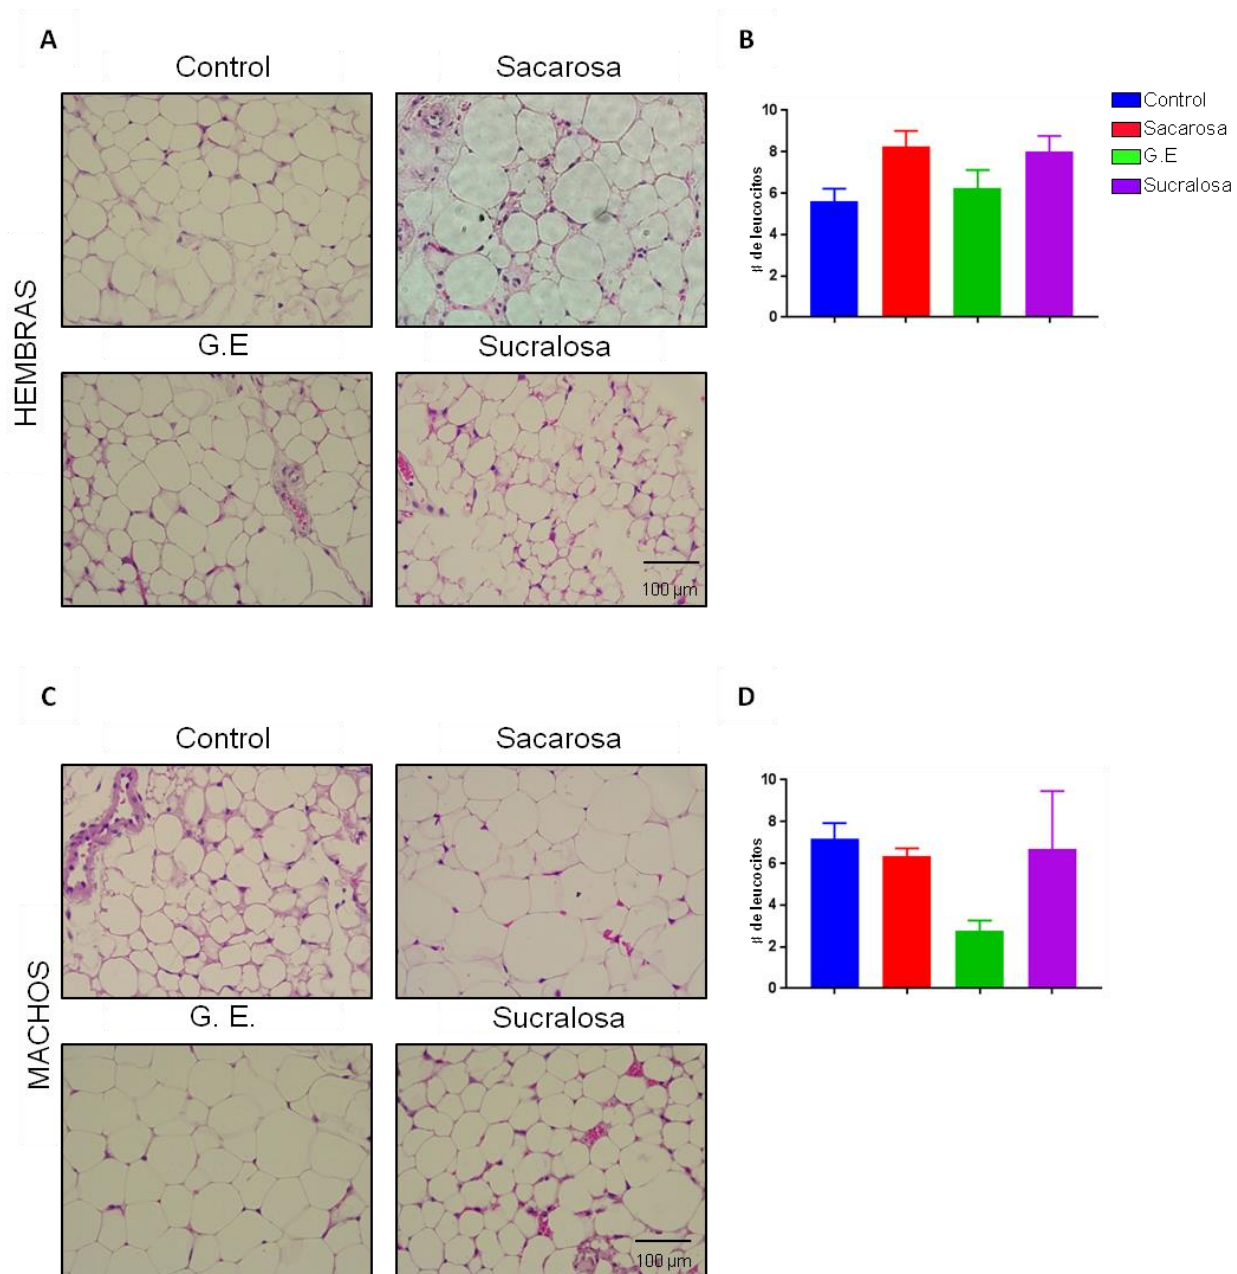 A
Control
Sacarosa
HEMBRAS
G.E
Sucralosa
100 µm
B
10
8
6
4
2
0
µ de leucocitos
Control
Sacarosa
G.E
Sucralosa
C
Control
Sacarosa
MACHOS
G. E.
Sucralosa
100 µm
D
10
8
6
4
2
0
µ de leucocitos